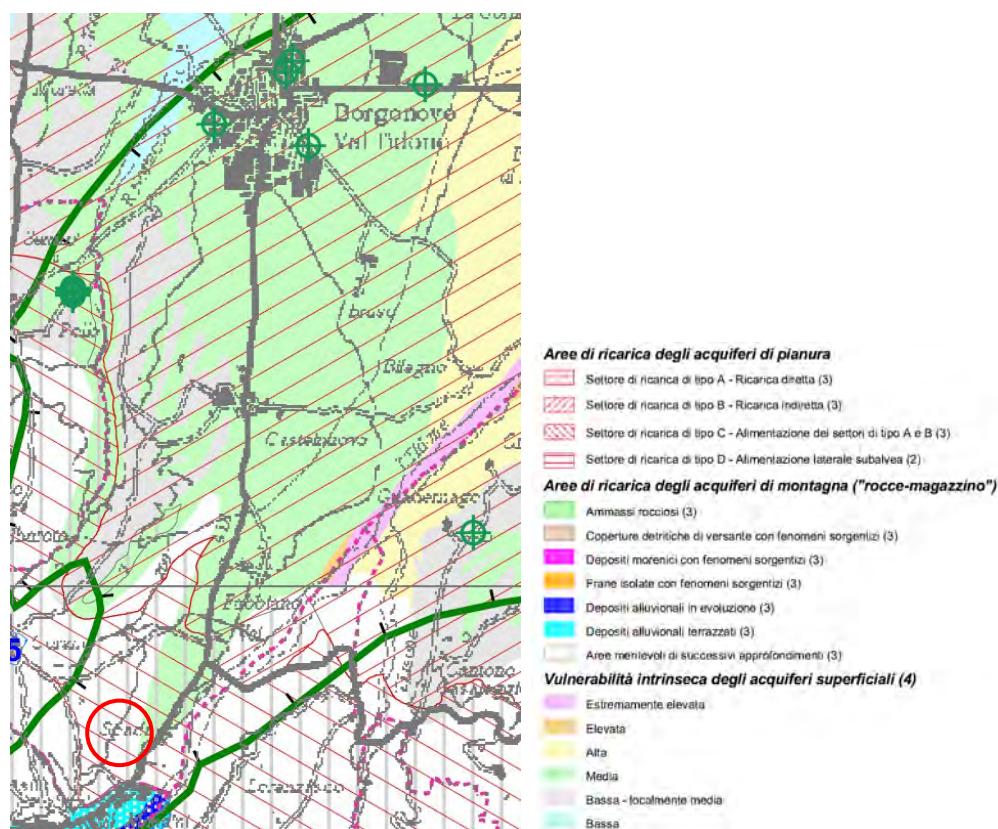 Borgonovo
Val Tidone
Bilegno
Castelnuovo
Fabbiano
5
Aree di ricarica degli acquiferi di pianura
Settore di ricarica di tipo A - Ricarica diretta (3)
Settore di ricarica di tipo B - Ricarica indiretta (3)
Settore di ricarica di tipo C - Alimentazione dei settori di tipo A e B (3)
Settore di ricarica di tipo D - Alimentazione laterale subalvea (2)
Aree di ricarica degli acquiferi di montagna ("rocce-magazzino")
Ammassi rocciosi (3)
Coperture detritiche di versante con fenomeni sorgentizi (3)
Depositi morenici con fenomeni sorgentizi (3)
Frane isolate con fenomeni sorgentizi (3)
Depositi alluvionali in evoluzione (3)
Depositi alluvionali terrazzati (3)
Aree meritevoli di successivi approfondimenti (3)
Vulnerabilità intrinseca degli acquiferi superficiali (4)
Estremamente elevata
Elevata
Alta
Media
Bassa - localmente media
Bassa